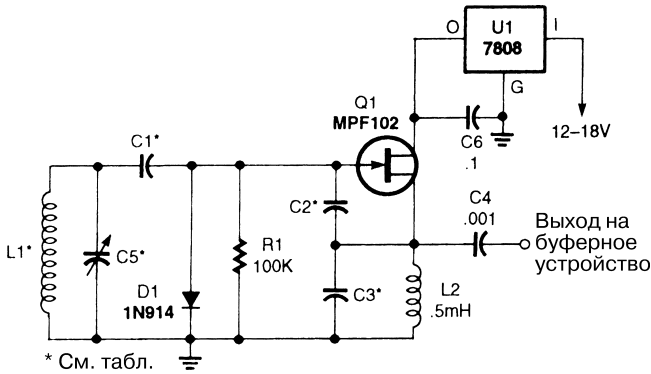 O
U1
7808
I
G
Q1
MPF102
C6
.1
12–18V
C1*
C2*
C4
.001
Выход на
буферное
устройство
L1*
C5*
R1
100K
D1
1N914
C3*
L2
.5mH
* См. табл.